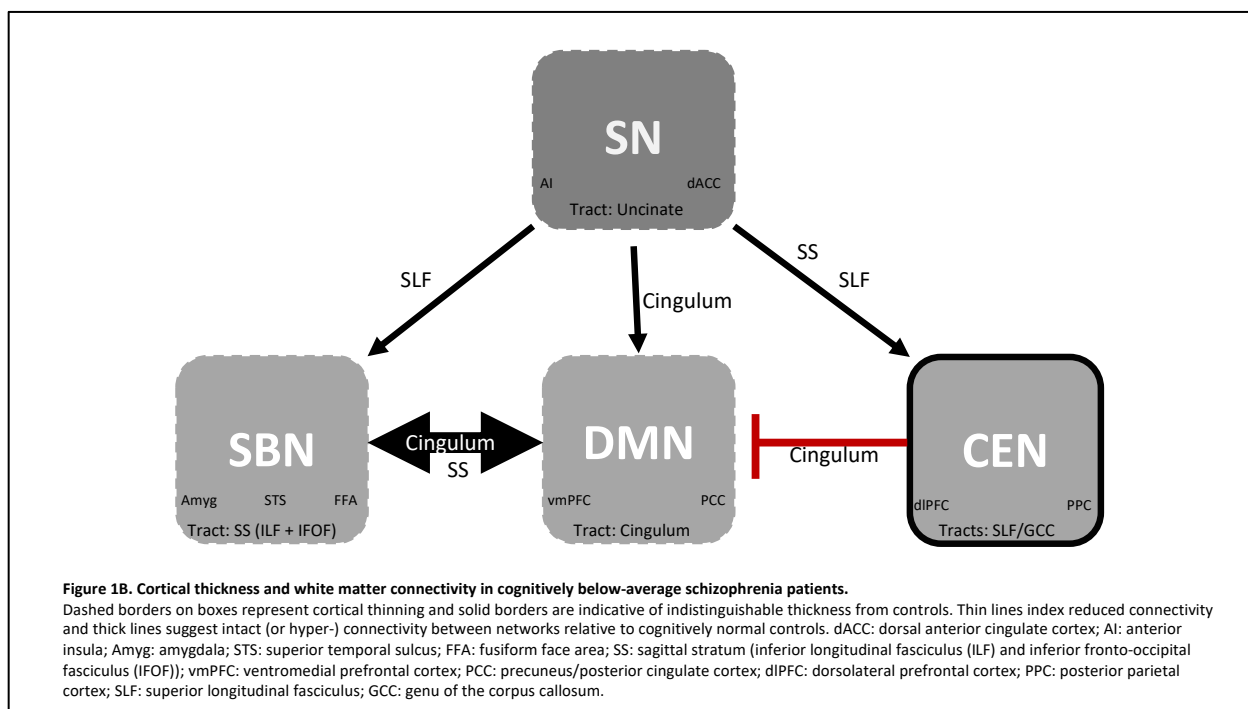 SN
AI dACC
Tract: Uncinate
SS
SLF SLF
Cingulum
SBN DMN CEN
Cingulum
SS
Cingulum
Amyg STS FFA vmPFC PCC dlPFC PPC
Tract: SS (ILF + IFOF) Tract: Cingulum Tracts: SLF/GCC
Figure 1B. Cortical thickness and white matter connectivity in cognitively below-average schizophrenia patients.
Dashed borders on boxes represent cortical thinning and solid borders are indicative of indistinguishable thickness from controls. Thin lines index reduced connectivity
and thick lines suggest intact (or hyper-) connectivity between networks relative to cognitively normal controls. dACC: dorsal anterior cingulate cortex; AI: anterior
insula; Amyg: amygdala; STS: superior temporal sulcus; FFA: fusiform face area; SS: sagittal stratum (inferior longitudinal fasciculus (ILF) and inferior fronto-occipital
fasciculus (IFOF)); vmPFC: ventromedial prefrontal cortex; PCC: precuneus/posterior cingulate cortex; dlPFC: dorsolateral prefrontal cortex; PPC: posterior parietal
cortex; SLF: superior longitudinal fasciculus; GCC: genu of the corpus callosum.